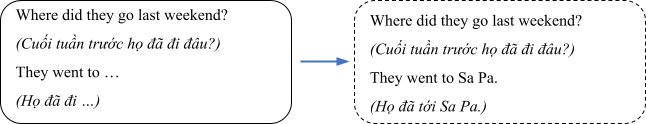 Where did they go last weekend?
(Cuối tuần trước họ đã đi đâu?)
They went to …
(Họ đã đi …)
Where did they go last weekend?
(Cuối tuần trước họ đã đi đâu?)
They went to Sa Pa.
(Họ đã tới Sa Pa.)